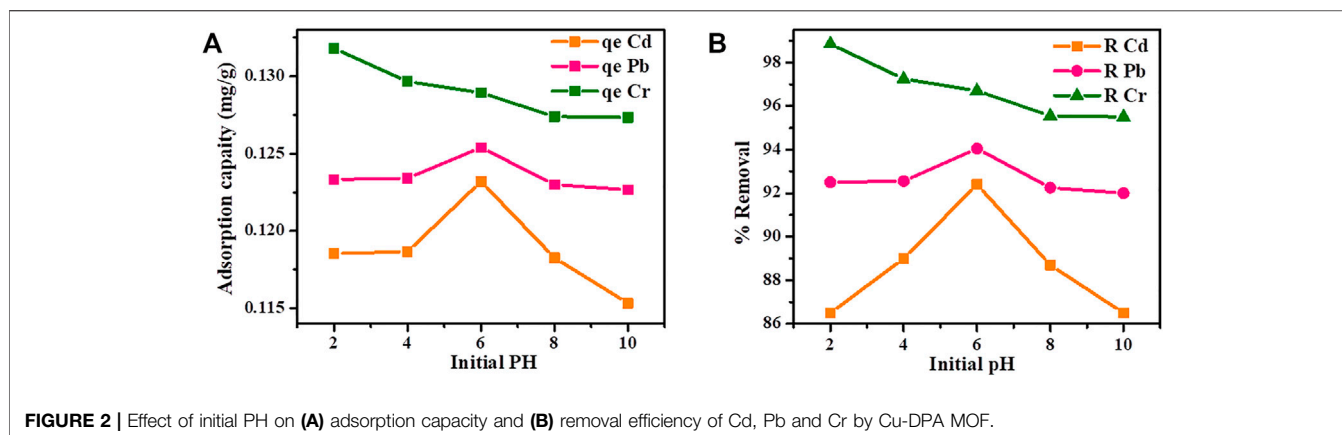 A
qe Cd
qe Pb
qe Cr
0.130
0.125
0.120
0.115
Adsorption capaity (mg/g)
2 4 6 8 10
Initial PH
B
R Cd
R Pb
R Cr
98
96
94
92
90
88
86
% Removal
2 4 6 8 10
Initial pH
FIGURE 2 | Effect of initial PH on (A) adsorption capacity and (B) removal efficiency of Cd, Pb and Cr by Cu-DPA MOF.